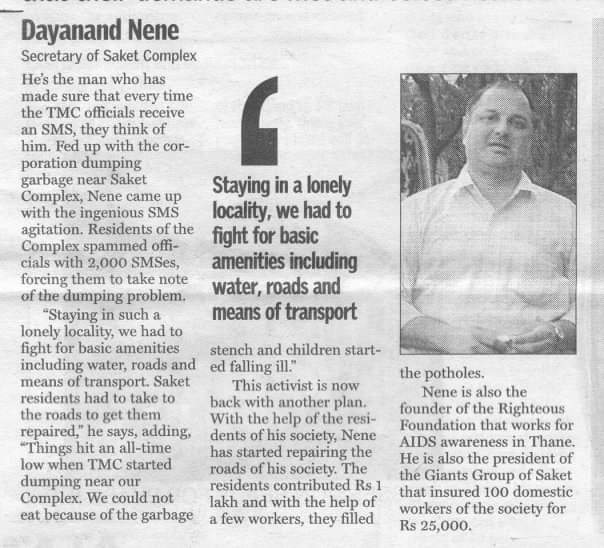 Dayanand Nene
Secretary of Saket Complex
He's the man who has
made sure that every time
the TMC officials receive
an SMS, they think of
him. Fed up with the cor-
poration dumping
garbage near Saket
Complex, Nene came up
with the ingenious SMS
agitation. Residents of the
Complex spammed offi-
cials with 2,000 SMSes,
forcing them to take note
of the dumping problem.
“Staying in such a
lonely locality, we had to
fight for basic amenities
including water, roads and
means of transport. Saket
residents had to take to
the roads to get them
repaired,” he says, adding,
“Things hit an all-time
low when TMC started
dumping near our
Complex. We could not
eat because of the garbage
‘
Staying in a lonely
locality, we had to
fight for basic
amenities including
water, roads and
means of transport
stench and children start-
ed falling ill.”
This activist is now
back with another plan.
With the help of the resi-
dents of his society, Nene
has started repairing the
roads of his society. The
residents contributed Rs 1
lakh and with the help of
a few workers, they filled
the potholes.
Nene is also the
founder of the Righteous
Foundation that works for
AIDS awareness in Thane.
He is also the president of
the Giants Group of Saket
that insured 100 domestic
workers of the society for
Rs 25,000.